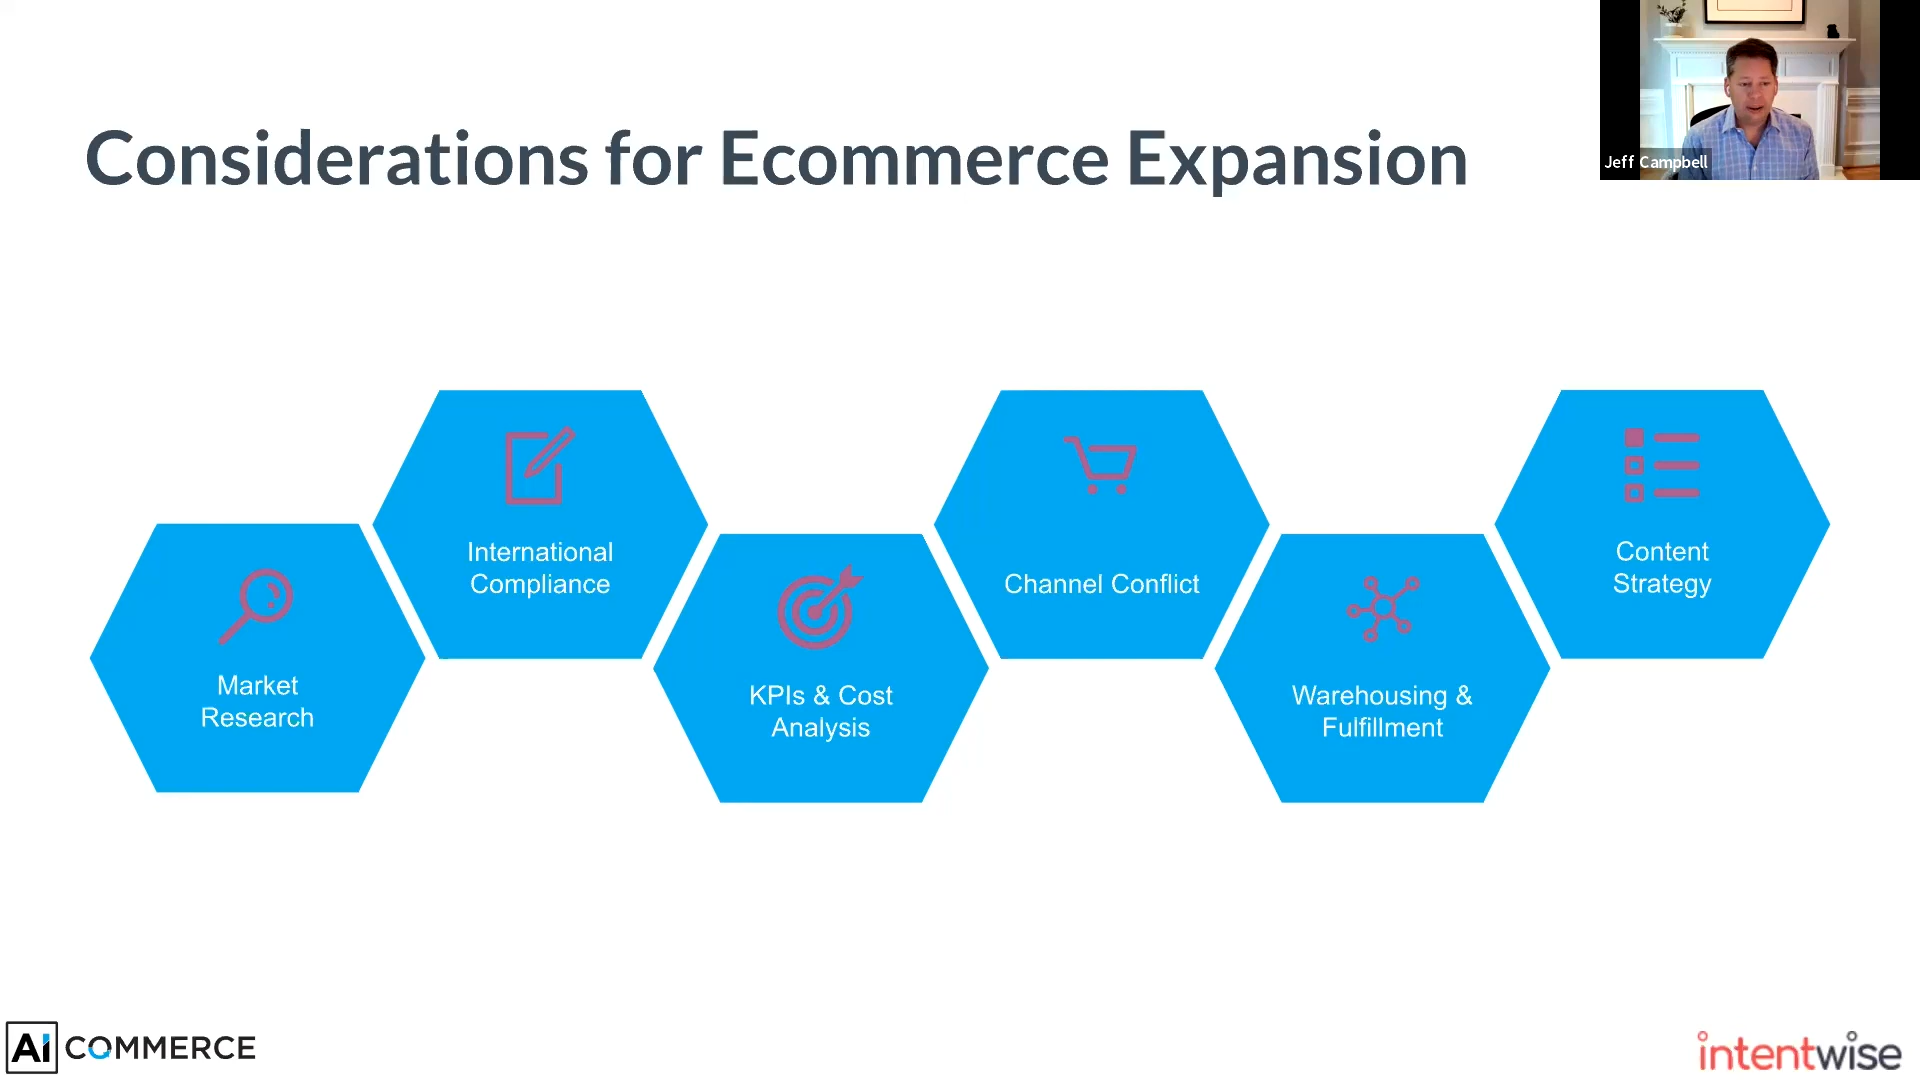 Jeff Campbell
Considerations for Ecommerce Expansion
Market
Research
International
Compliance
KPIs & Cost
Analysis
Channel Conflict
Warehousing &
Fulfillment
Content
Strategy
Ai COMMERCE
intentwise